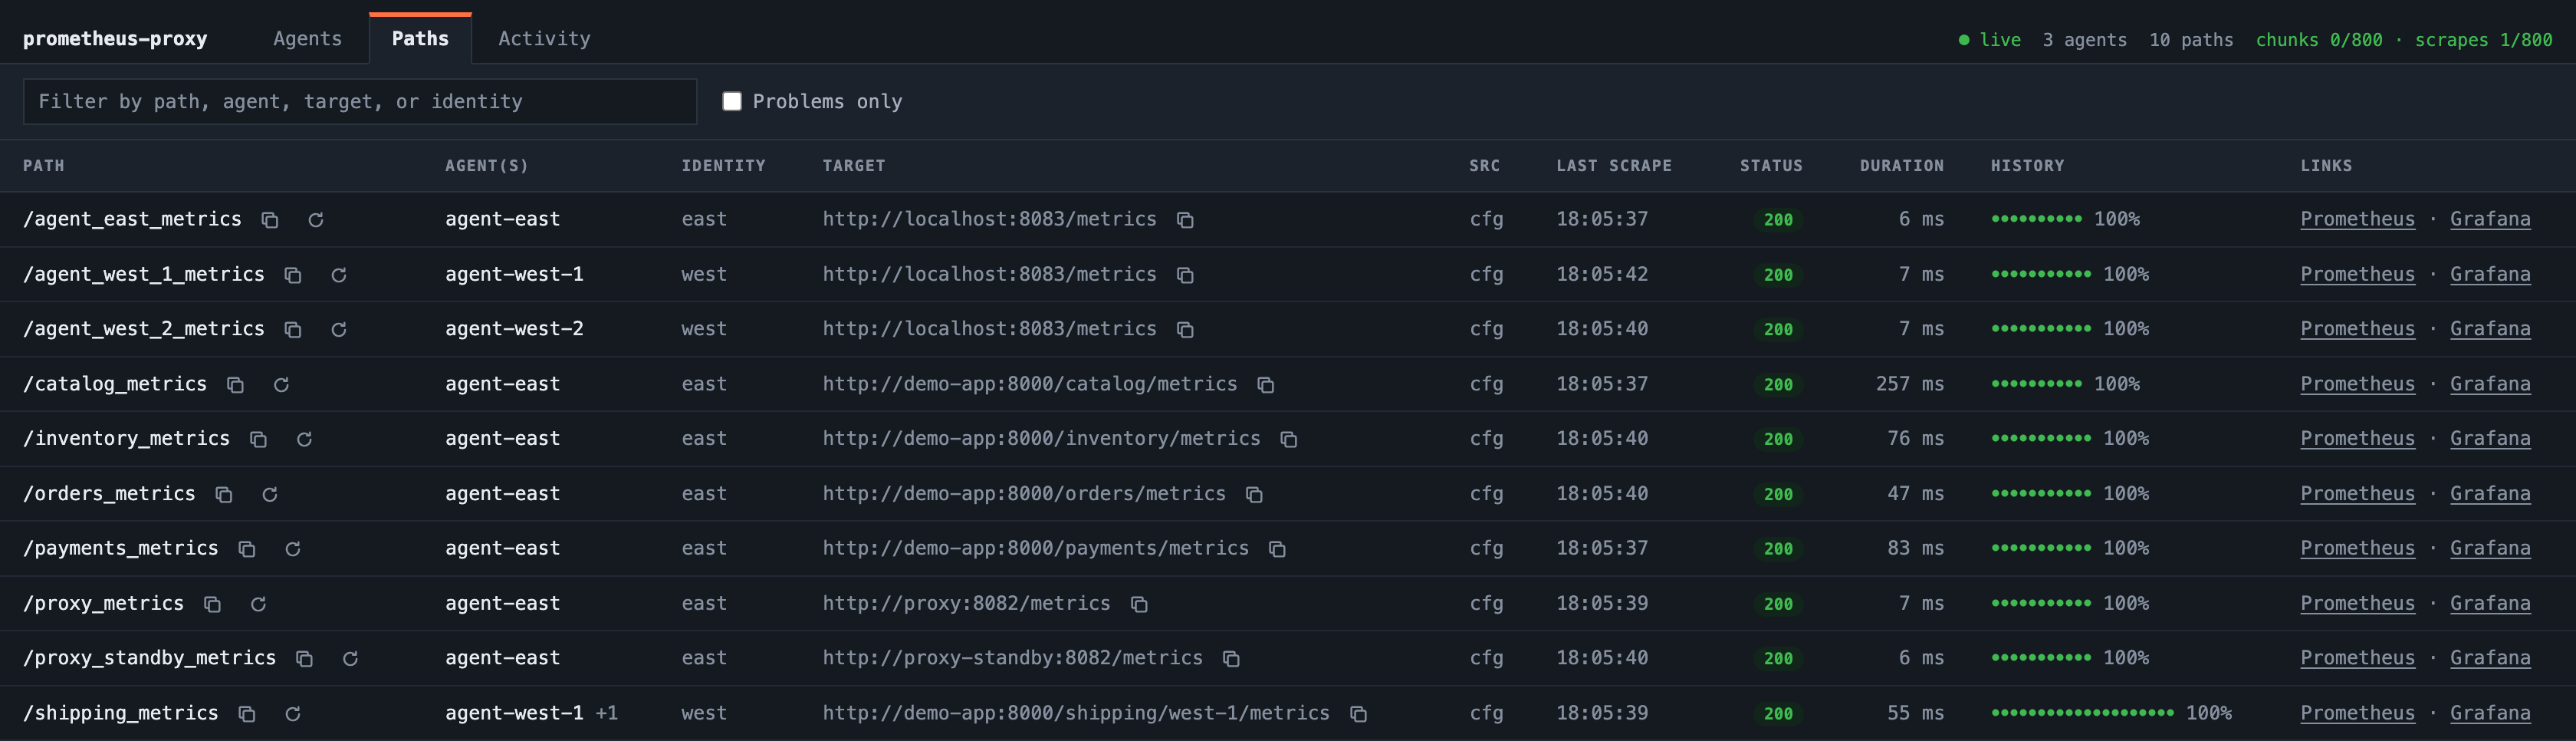 prometheus-proxy Agents Paths Activity live 3 agents 10 paths chunks 0/800 · scrapes 1/800
Filter by path, agent, target, or identity Problems only
PATH AGENT(S) IDENTITY TARGET SRC LAST SCRAPE STATUS DURATION HISTORY LINKS
/agent_east_metrics agent-east east http://localhost:8083/metrics cfg 18:05:37 200 6 ms 100% Prometheus · Grafana
/agent_west_1_metrics agent-west-1 west http://localhost:8083/metrics cfg 18:05:42 200 7 ms 100% Prometheus · Grafana
/agent_west_2_metrics agent-west-2 west http://localhost:8083/metrics cfg 18:05:40 200 7 ms 100% Prometheus · Grafana
/catalog_metrics agent-east east http://demo-app:8000/catalog/metrics cfg 18:05:37 200 257 ms 100% Prometheus · Grafana
/inventory_metrics agent-east east http://demo-app:8000/inventory/metrics cfg 18:05:40 200 76 ms 100% Prometheus · Grafana
/orders_metrics agent-east east http://demo-app:8000/orders/metrics cfg 18:05:40 200 47 ms 100% Prometheus · Grafana
/payments_metrics agent-east east http://demo-app:8000/payments/metrics cfg 18:05:37 200 83 ms 100% Prometheus · Grafana
/proxy_metrics agent-east east http://proxy:8082/metrics cfg 18:05:39 200 7 ms 100% Prometheus · Grafana
/proxy_standby_metrics agent-east east http://proxy-standby:8082/metrics cfg 18:05:40 200 6 ms 100% Prometheus · Grafana
/shipping_metrics agent-west-1 +1 west http://demo-app:8000/shipping/west-1/metrics cfg 18:05:39 200 55 ms 100% Prometheus · Grafana